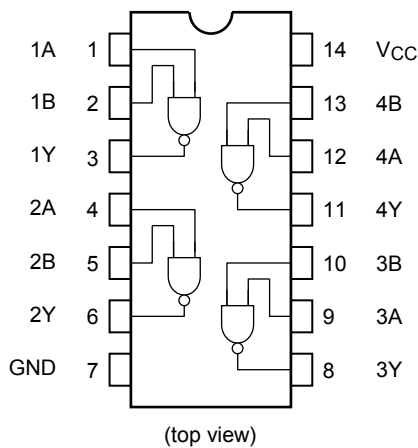 1A 1 14 VCC
1B 2 13 4B
1Y 3 12 4A
2A 4 11 4Y
2B 5 10 3B
2Y 6 9 3A
GND 7 8 3Y
(top view)